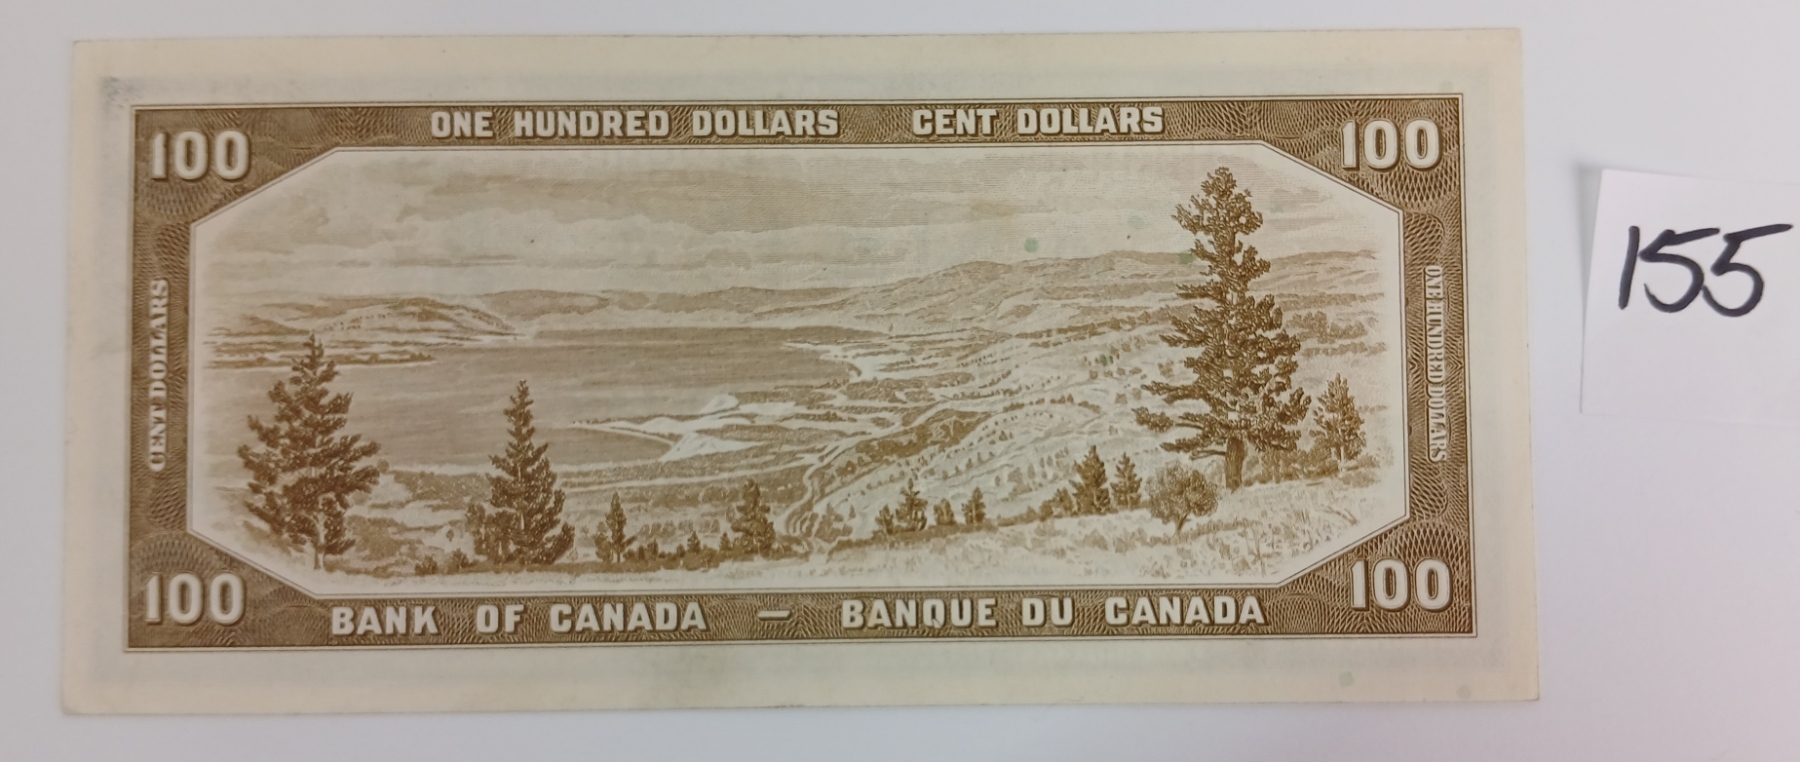 100 ONE HUNDRED DOLLARS CENT DOLLARS 100
CENT DOLLARS
ONE HUNDRED DOLLARS
155
100 BANK OF CANADA — BANQUE DU CANADA 100